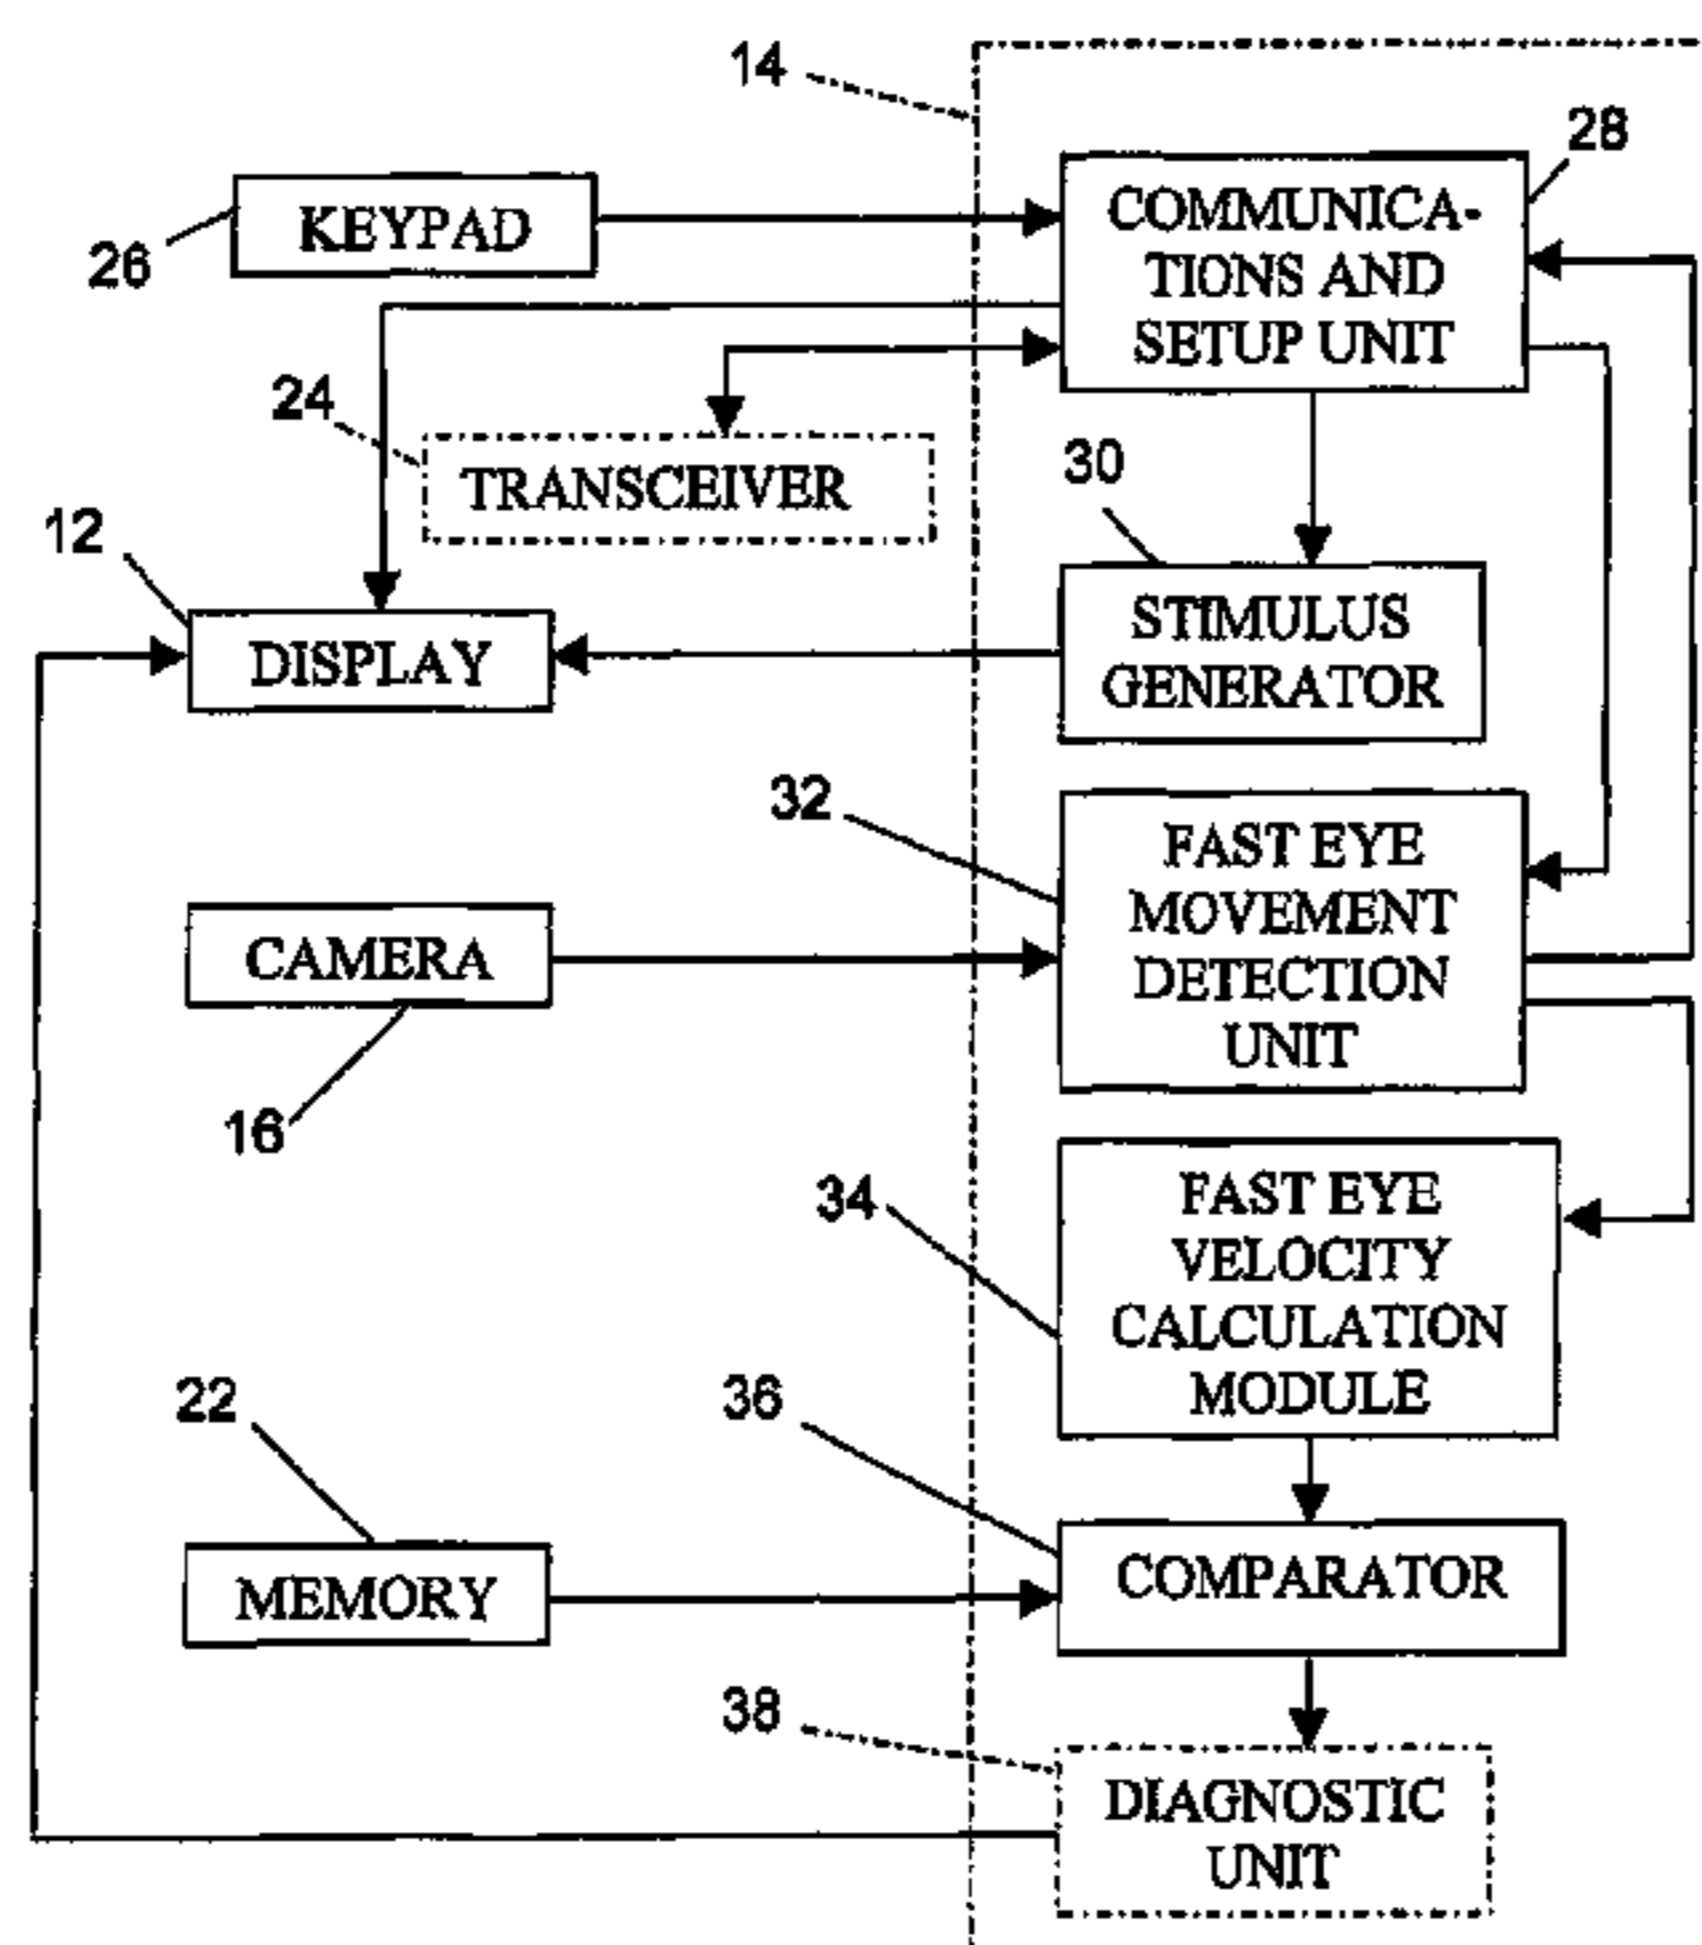 14
28
KEYPAD
26
COMMUNICA-
TIONS AND
SETUP UNIT
24
TRANSCEIVER
30
12
DISPLAY
STIMULUS
GENERATOR
32
FAST EYE
MOVEMENT
DETECTION
UNIT
CAMERA
16
34
FAST EYE
VELOCITY
CALCULATION
MODULE
22
36
MEMORY
COMPARATOR
38
DIAGNOSTIC
UNIT